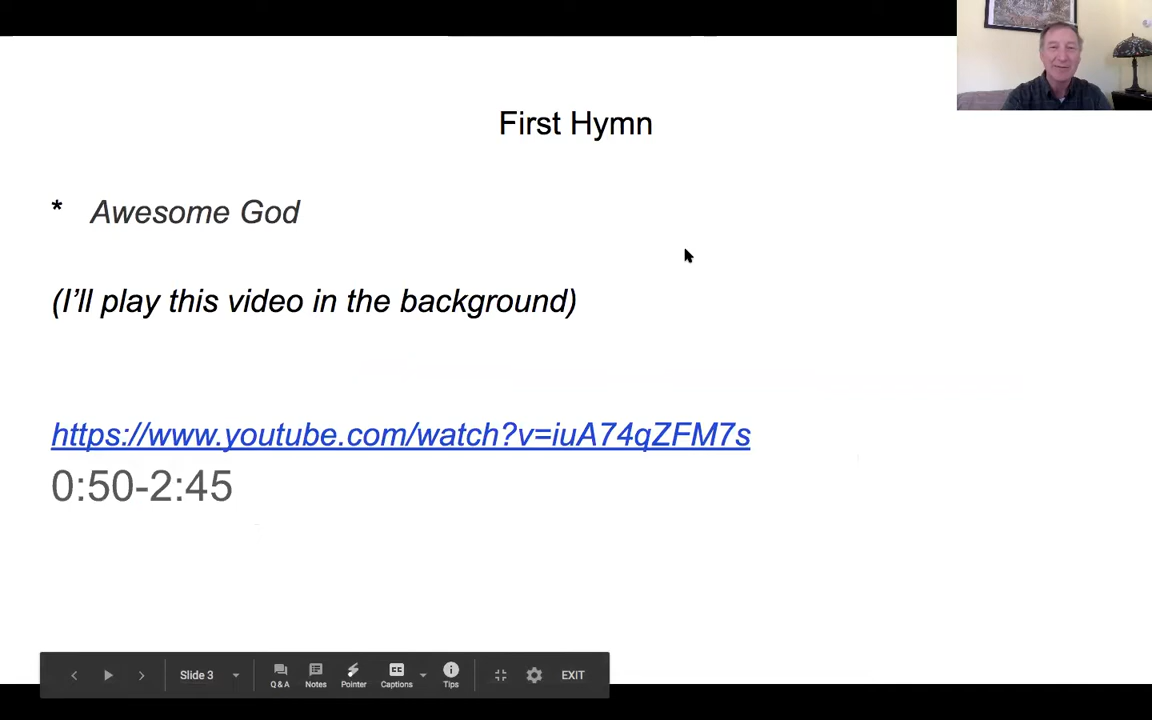 First Hymn
* Awesome God
(I’ll play this video in the background)
https://www.youtube.com/watch?v=iuA74qZFM7s
0:50-2:45
Slide 3
Q & A
Notes
Pointer
CC
Captions
Tips
EXIT